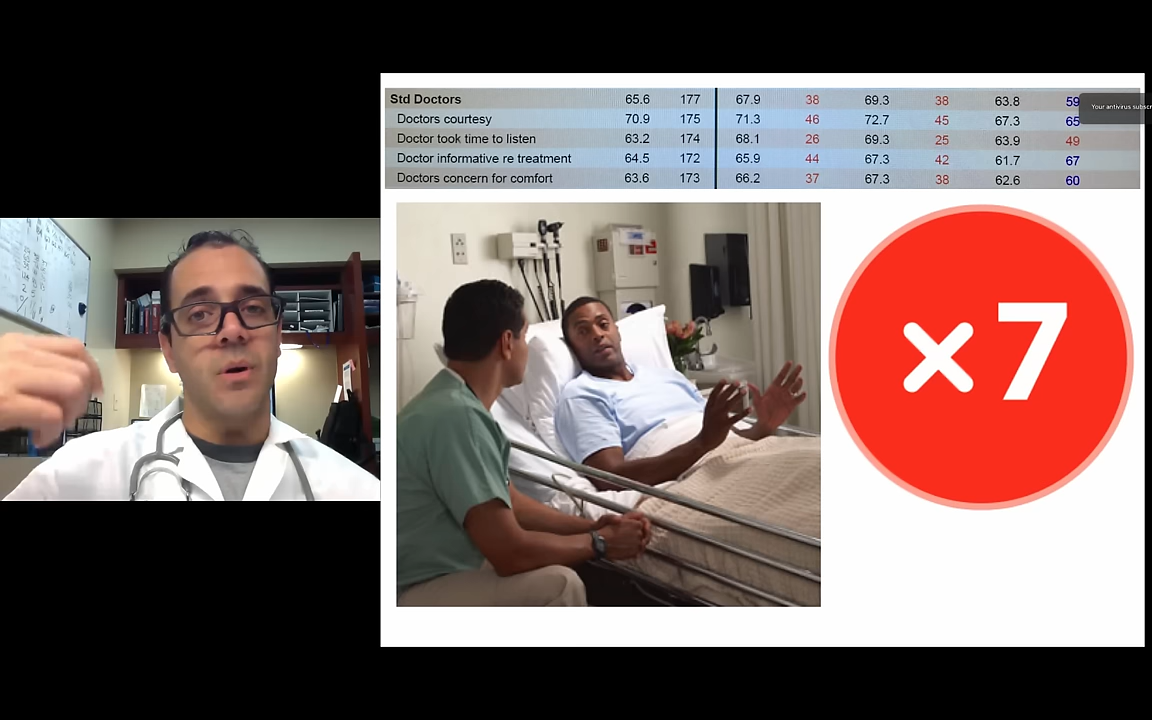 Std Doctors 65.6 177 67.9 38 69.3 38 63.8 59
Doctors courtesy 70.9 175 71.3 46 72.7 45 67.3 65
Doctor took time to listen 63.2 174 68.1 26 69.3 25 63.9 49
Doctor informative re treatment 64.5 172 65.9 44 67.3 42 61.7 67
Doctors concern for comfort 63.6 173 66.2 37 67.3 38 62.6 60
Your antivirus subscr
×7